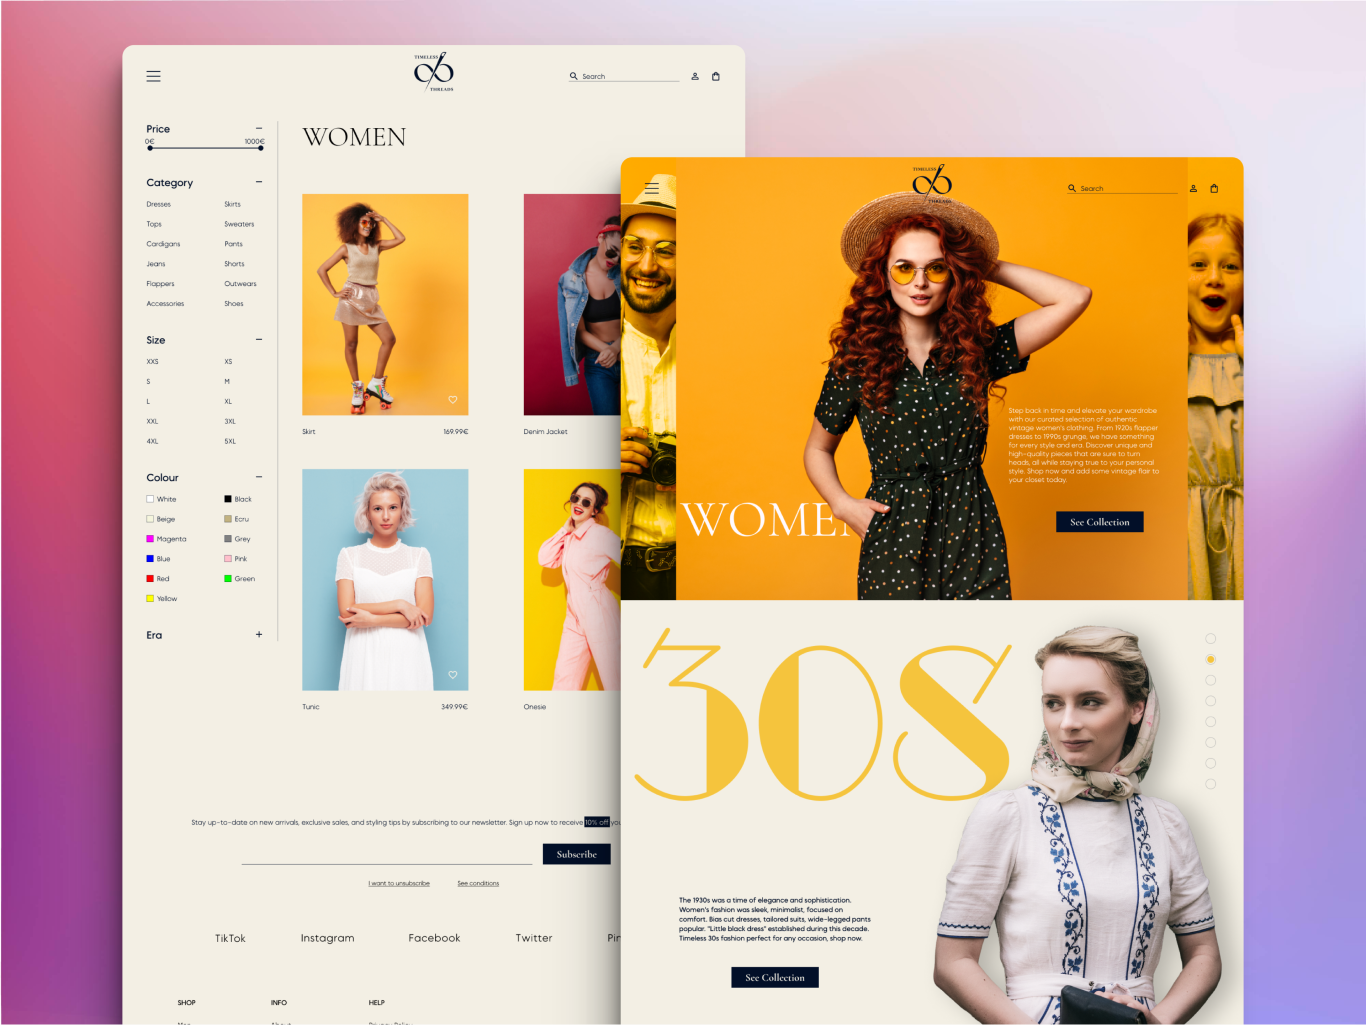 TIMELESS
THREADS
Search
Price
0€ 1000€
Category
Dresses Skirts
Tops Sweaters
Cardigans Pants
Jeans Shorts
Flappers Outwears
Accessories Shoes
Size
XXS XS
S M
L XL
XXL 3XL
4XL 5XL
Colour
White Black
Beige Ecru
Magenta Grey
Blue Pink
Red Green
Yellow
Era
WOMEN
Skirt 169.99€
Denim Jacket
Tunic 349.99€
Onesie
Stay up-to-date on new arrivals, exclusive sales, and styling tips by subscribing to our newsletter. Sign up now to receive 10% off
Subscribe
I want to unsubscribe See conditions
TikTok Instagram Facebook Twitter
SHOP INFO HELP
TIMELESS
THREADS
Search
Step back in time and elevate your wardrobe
with our curated selection of authentic
vintage women's clothing. From 1920s flapper
dresses to 1990s grunge, we have something
for every style and era. Discover unique and
high-quality pieces that are sure to turn
heads, all while staying true to your personal
style. Shop now and add some vintage flair to
your closet today.
WOMEN
See Collection
30S
The 1930s was a time of elegance and sophistication.
Women's fashion was sleek, minimalist, focused on
comfort. Bias cut dresses, tailored suits, wide-legged pants
popular. "Little black dress" established during this decade.
Timeless 30s fashion perfect for any occasion, shop now.
See Collection